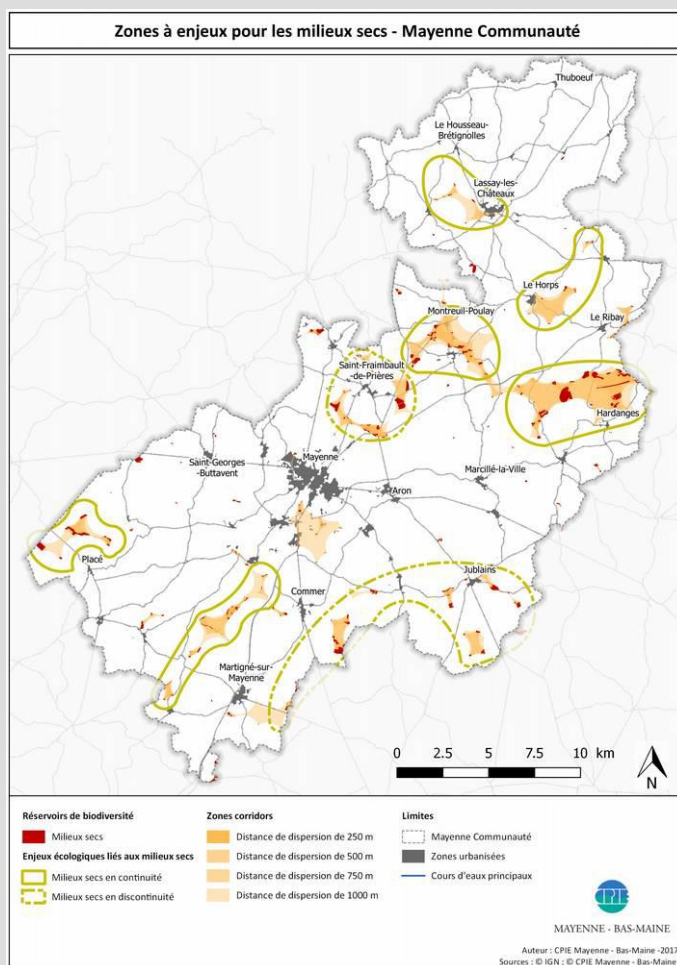 Zones à enjeux pour les milieux secs - Mayenne Communauté
Thuboeuf
Le Housseau-
Brétignolles
Lassay-les-
Châteaux
Le Horps
Montreuil-Poulay
Le Ribay
Saint-Fraimbault
-de-Prières
Hardanges
Mayenne
Saint-Georges
-Buttavent
Marcillé-la-Ville
Aron
Placé
Jublains
Commer
Martigné-sur-
Mayenne
0 2.5 5 7.5 10 km
N
Réservoirs de biodiversité
Milieux secs
Enjeux écologiques liés aux milieux secs
Milieux secs en continuité
Milieux secs en discontinuité
Zones corridors
Distance de dispersion de 250 m
Distance de dispersion de 500 m
Distance de dispersion de 750 m
Distance de dispersion de 1000 m
Limites
Mayenne Communauté
Zones urbanisées
Cours d'eaux principaux
CPIE
MAYENNE - BAS-MAINE
Auteur : CPIE Mayenne - Bas-Maine -2017
Sources : © IGN ; © CPIE Mayenne - Bas-Maine